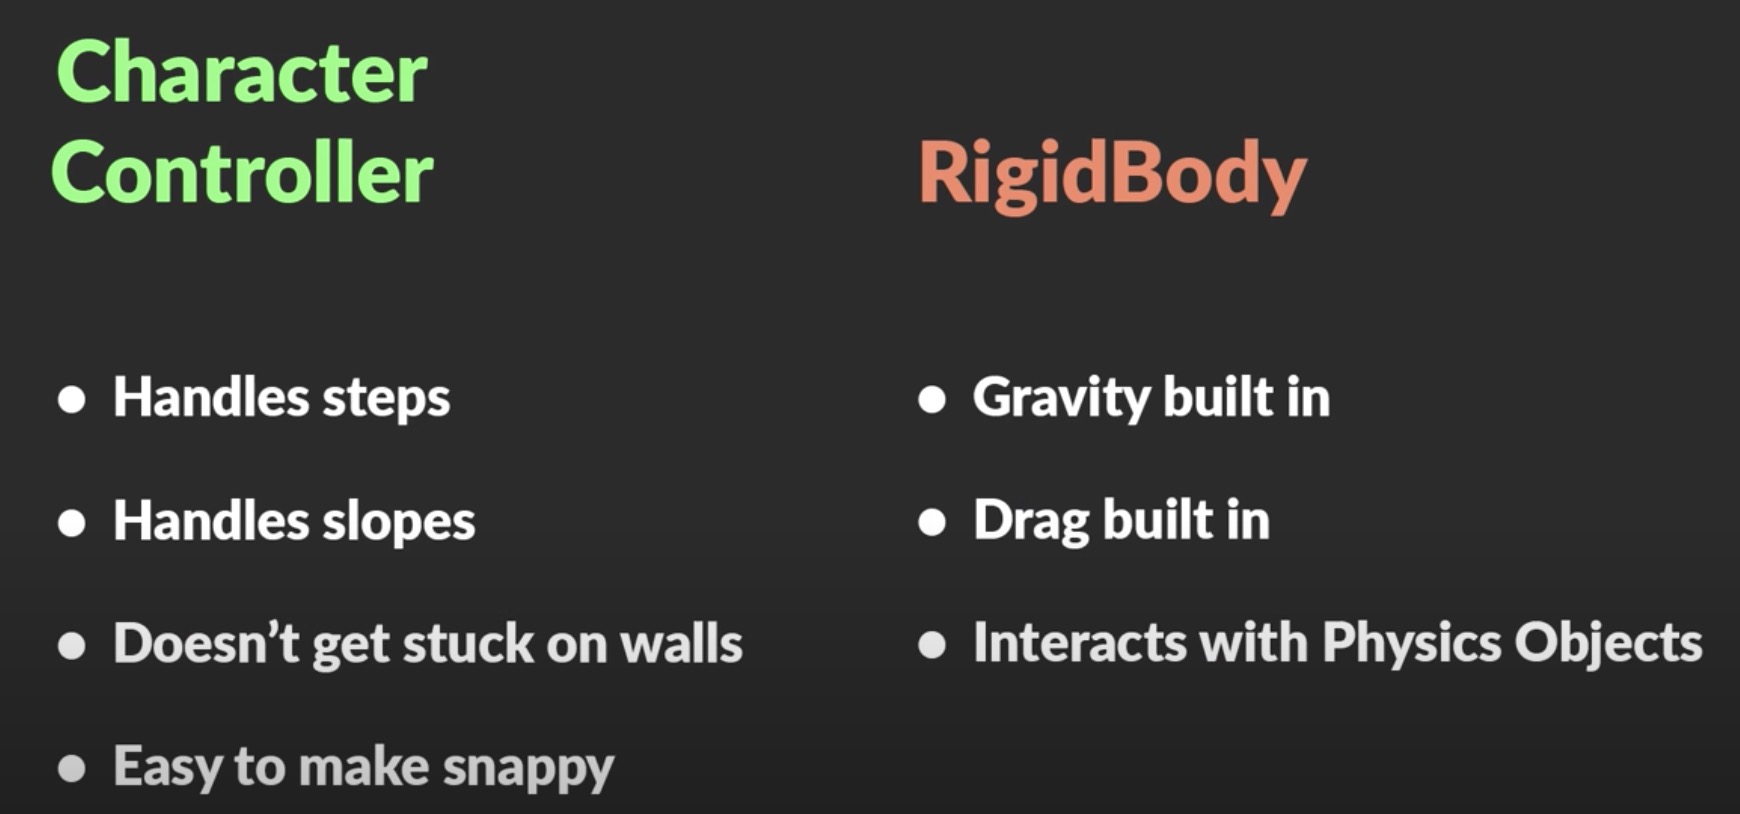 Character
Controller
• Handles steps
• Handles slopes
• Doesn’t get stuck on walls
• Easy to make snappy
RigidBody
• Gravity built in
• Drag built in
• Interacts with Physics Objects